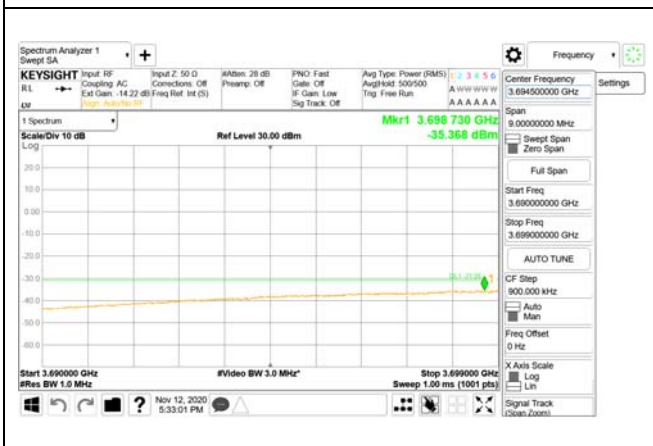 Spectrum Analyzer 1
Swept SA
+
Frequency
KEYSIGHT
RL
Input: RF
Coupling: AC
Ext Gain: -14.22 dB
Align: Auto/No RF
Input Z: 50 Ω
Corrections: Off
Freq Ref: Int (S)
#Atten: 28 dB
Preamp: Off
PNO: Fast
Gate: Off
IF Gain: Low
Sig Track: Off
Avg Type: Power (RMS)
Avg|Hold: 500/500
Trig: Free Run
1 2 3 4 5 6
A W W W W W
A A A A A A
1 Spectrum
Scale/Div 10 dB
Log
Ref Level 30.00 dBm
Mkr1 3.698 730 GHz
-35.368 dBm
20.0
10.0
0.00
-10.0
-20.0
-30.0
-40.0
-50.0
-60.0
1
Start 3.690000 GHz
#Res BW 1.0 MHz
#Video BW 3.0 MHz*
Stop 3.699000 GHz
Sweep 1.00 ms (1001 pts)
Nov 12, 2020
5:33:01 PM
?
Center Frequency
3.694500000 GHz
Settings
Span
9.00000000 MHz
Swept Span
Zero Span
Full Span
Start Freq
3.690000000 GHz
Stop Freq
3.699000000 GHz
AUTO TUNE
CF Step
900.000 kHz
Auto
Man
Freq Offset
0 Hz
X Axis Scale
Log
Lin
Signal Track
(Span Zoom)